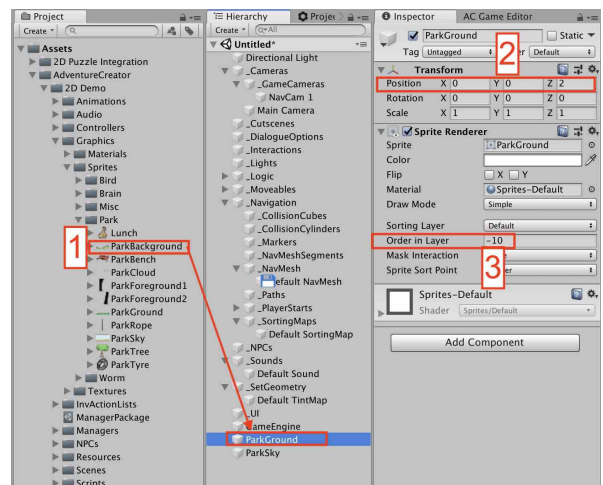 Project
Create
Assets
2D Puzzle Integration
AdventureCreator
2D Demo
Animations
Audio
Controllers
Graphics
Materials
Sprites
Bird
Brain
Misc
Park
Lunch
1
ParkBackground
ParkBench
ParkCloud
ParkForeground1
ParkForeground2
ParkGround
ParkRope
ParkSky
ParkTree
ParkTyre
Worm
Textures
InvActionLists
ManagerPackage
Managers
NPCs
Resources
Scenes
Scripts
Hierarchy Projec
Create All
Untitled*
Directional Light
_Cameras
_GameCameras
NavCam 1
Main Camera
_Cutscenes
_DialogueOptions
_Interactions
_Lights
_Logic
_Moveables
_Navigation
_CollisionCubes
_CollisionCylinders
_Markers
_NavMeshSegments
_NavMesh
efault NavMesh
_Paths
_PlayerStarts
_SortingMaps
Default SortingMap
_NPCs
_Sounds
Default Sound
_SetGeometry
Default TintMap
_UI
GameEngine
ParkGround
ParkSky
Inspector AC Game Editor
ParkGround Static
Tag Untagged 2 er Default
Transform
Position X 0 Y 0 Z 2
Rotation X 0 Y 0 Z 0
Scale X 1 Y 1 Z 1
Sprite Renderer
Sprite ParkGround
Color
Flip X Y
Material Sprites-Default
Draw Mode Simple
Sorting Layer Default
Order in Layer -10
Mask Interaction
3
Sprite Sort Point er
Sprites-Default
Shader Sprites/Default
Add Component